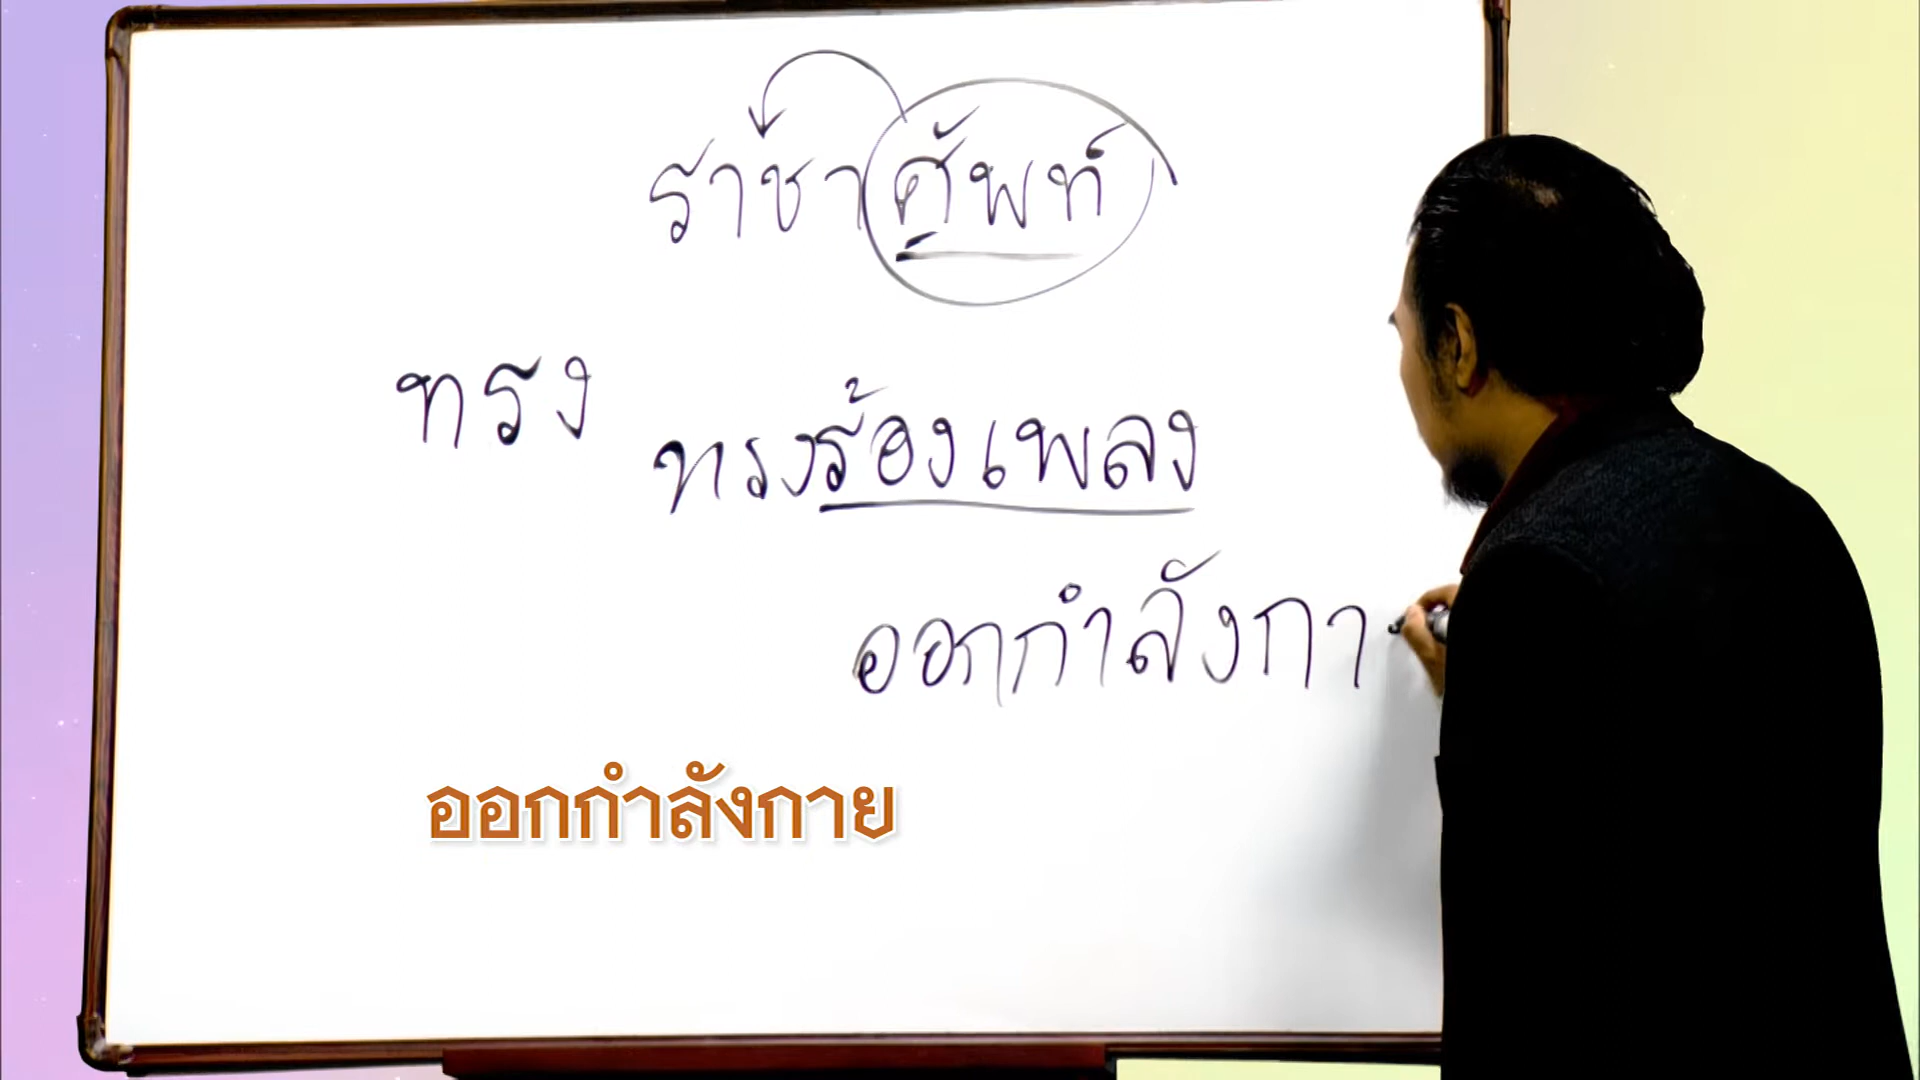 ราชาศัพท์
ทรง
ทรงร้องเพลง
ออกกำลังกา
ออกกำลังกาย